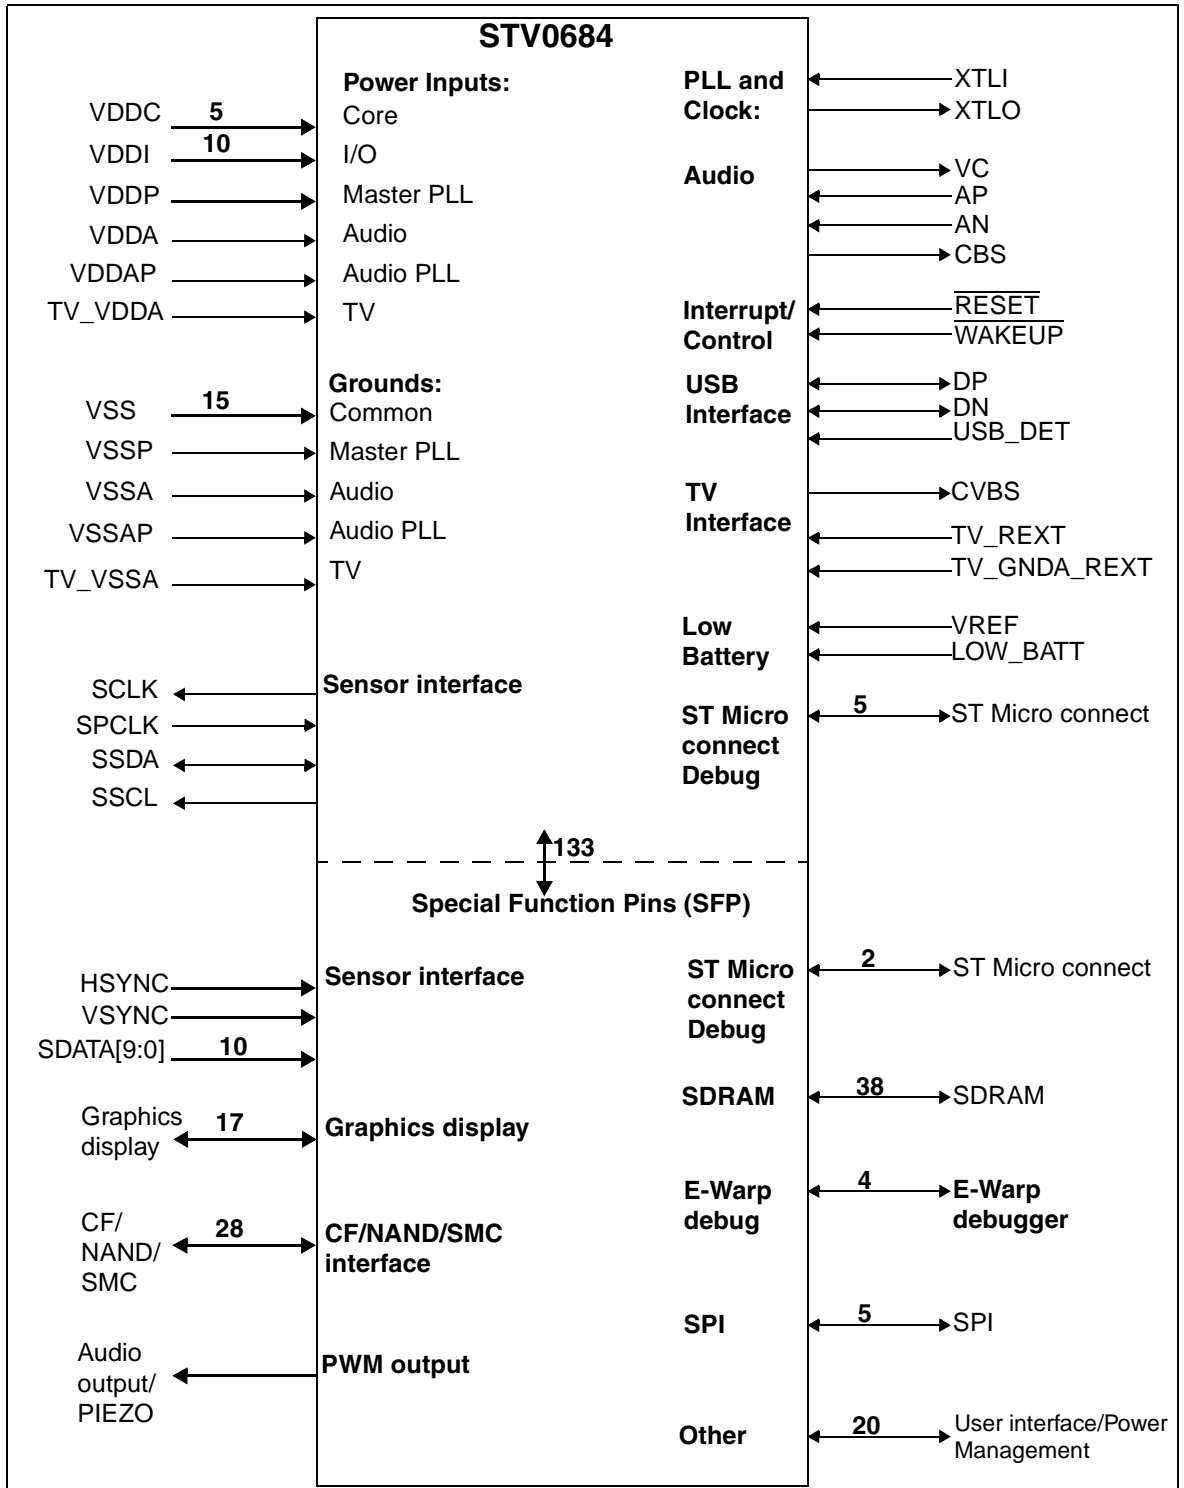 STV0684
Power Inputs:
VDDC 5 Core
VDDI 10 I/O
VDDP Master PLL
VDDA Audio
VDDAP Audio PLL
TV_VDDA TV
Grounds:
VSS 15 Common
VSSP Master PLL
VSSA Audio
VSSAP Audio PLL
TV_VSSA TV
Sensor interface
SCLK
SPCLK
SSDA
SSCL
PLL and
Clock:
XTLI
XTLO
Audio
VC
AP
AN
CBS
Interrupt/
Control
RESET
WAKEUP
USB
Interface
DP
DN
USB_DET
TV
Interface
CVBS
TV_REXT
TV_GNDA_REXT
Low
Battery
VREF
LOW_BATT
ST Micro
connect
Debug
5 ST Micro connect
133
Special Function Pins (SFP)
Sensor interface
HSYNC
VSYNC
SDATA[9:0] 10
Graphics
display
17 Graphics display
CF/
NAND/
SMC
28 CF/NAND/SMC
interface
Audio
output/
PIEZO
PWM output
ST Micro
connect
Debug
2 ST Micro connect
SDRAM 38 SDRAM
E-Warp
debug
4 E-Warp
debugger
SPI 5 SPI
Other 20 User interface/Power
Management